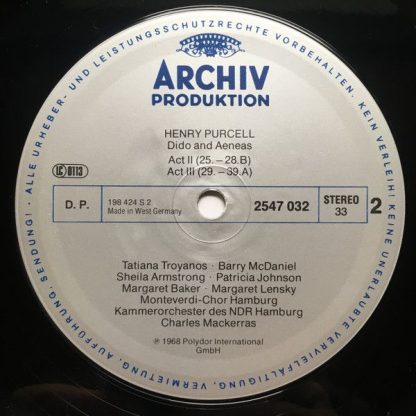 ALLE URHEBER- UND LEISTUNGSSCHUTZRECHTE VORBEHALTEN. KEIN VERLEIH! KEINE UNERLAUBTE VERVIELFÄLTIGUNG, VERMIETUNG, AUFFÜHRUNG, SENDUNG!
ARCHIV
PRODUKTION
HENRY PURCELL
Dido and Aeneas
Act II (25. – 28. B)
Act III (29. – 39. A)
LC 0113
D. P.
198 424 S 2
Made in West Germany
2547 032
STEREO
33
2
Tatiana Troyanos · Barry McDaniel
Sheila Armstrong · Patricia Johnson
Margaret Baker · Margaret Lensky
Monteverdi-Chor Hamburg
Kammerorchester des NDR Hamburg
Charles Mackerras
℗ 1968 Polydor International
GmbH